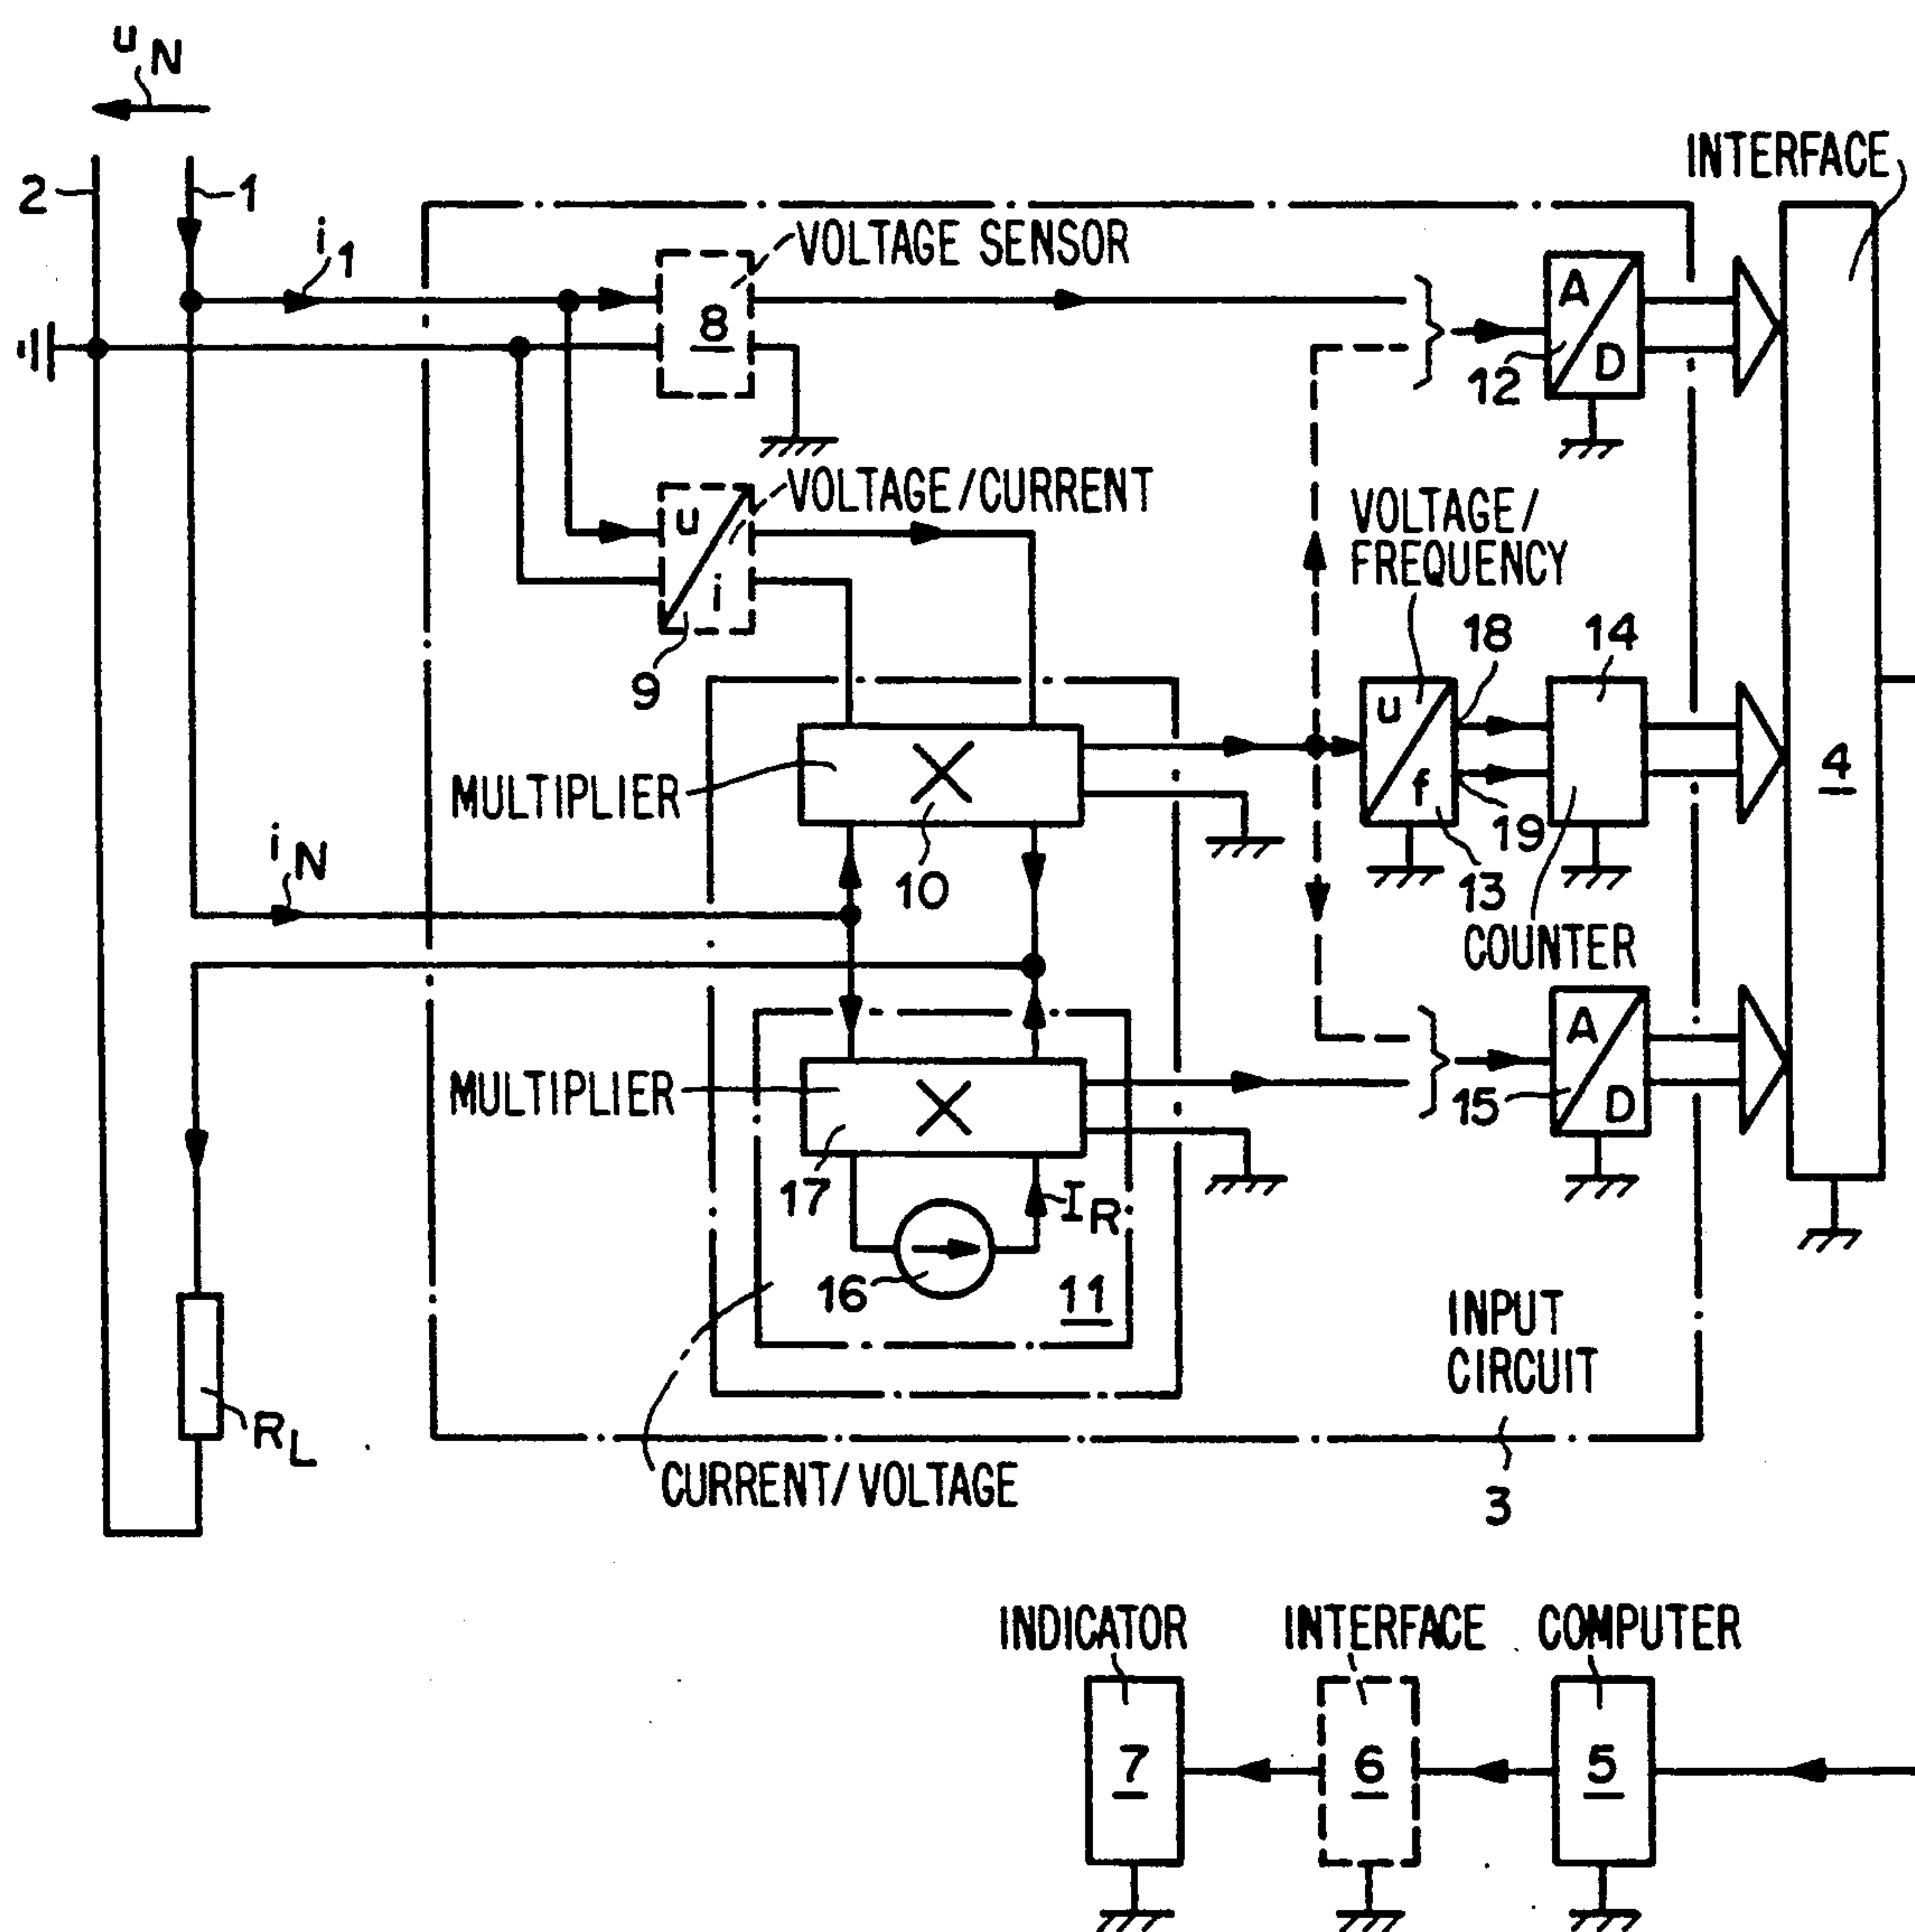 uN
2
1
i1
INTERFACE
VOLTAGE SENSOR
8
A
D
12
VOLTAGE/CURRENT
u
i
9
VOLTAGE/
FREQUENCY
18
14
u
f
19
13
COUNTER
4
MULTIPLIER
10
iN
MULTIPLIER
17
A
D
15
IR
16
11
INPUT
CIRCUIT
3
RL
CURRENT/VOLTAGE
INDICATOR
INTERFACE
COMPUTER
7
6
5